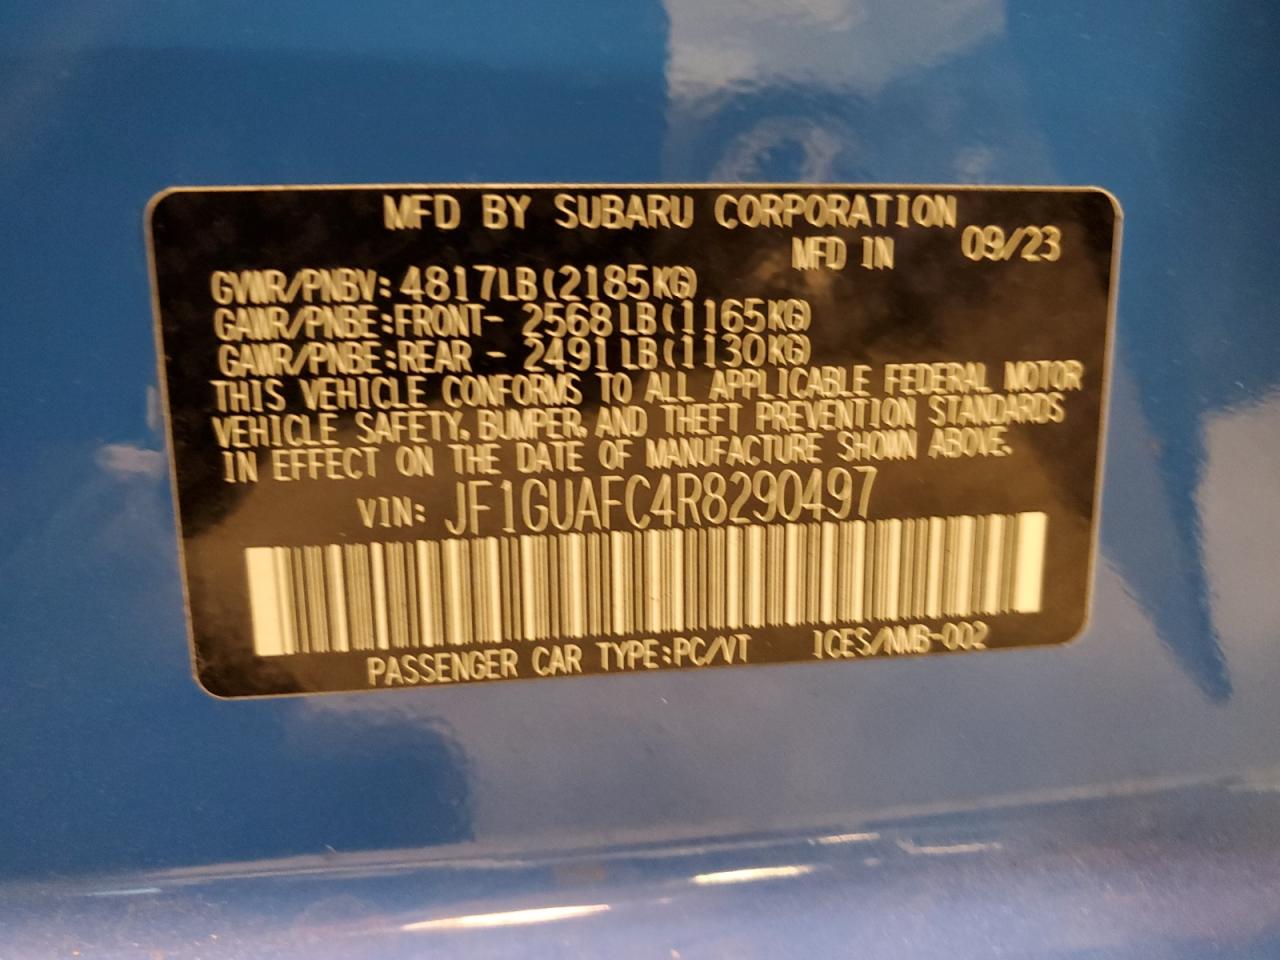 MFD BY SUBARU CORPORATION
MFD IN 09/23
GVWR/PNBV: 4817LB(2185KG)
GAWR/PNBE:FRONT- 2568LB(1165KG)
GAWR/PNBE:REAR - 2491LB(1130KG)
THIS VEHICLE CONFORMS TO ALL APPLICABLE FEDERAL MOTOR
VEHICLE SAFETY, BUMPER, AND THEFT PREVENTION STANDARDS
IN EFFECT ON THE DATE OF MANUFACTURE SHOWN ABOVE.
VIN: JF1GUAFC4R8290497
PASSENGER CAR TYPE:PC/VT ICES/NMB-002